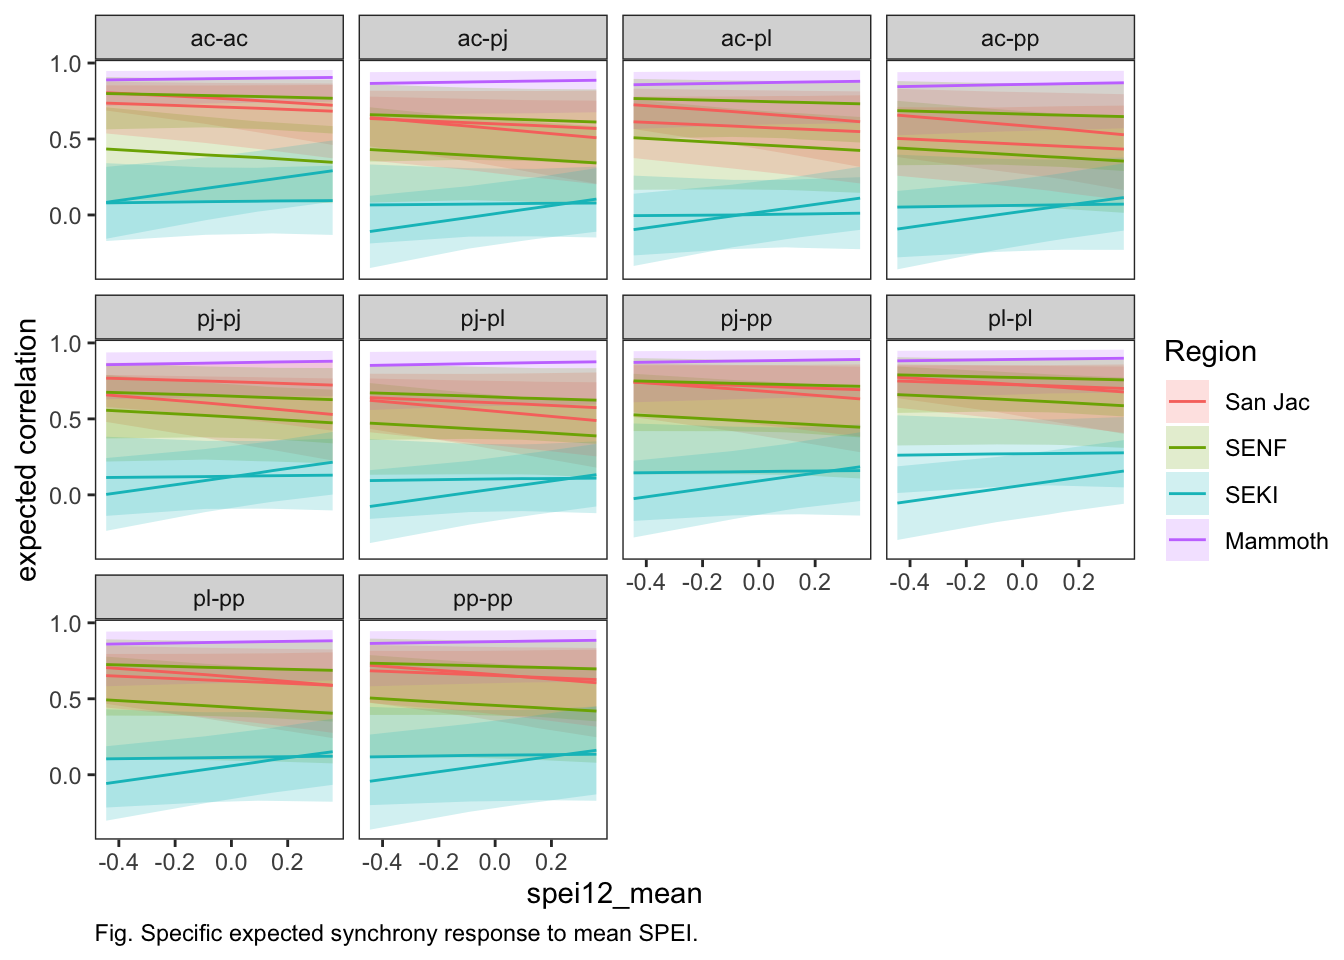 ac-ac ac-pj ac-pl ac-pp
1.0
0.5
0.0
pj-pj pj-pl pj-pp pl-pl
1.0
0.5
0.0
-0.4 -0.2 0.0 0.2 -0.4 -0.2 0.0 0.2
pl-pp pp-pp
1.0
0.5
0.0
-0.4 -0.2 0.0 0.2 -0.4 -0.2 0.0 0.2
expected correlation
spei12_mean
Region
San Jac
SENF
SEKI
Mammoth
Fig. Specific expected synchrony response to mean SPEI.